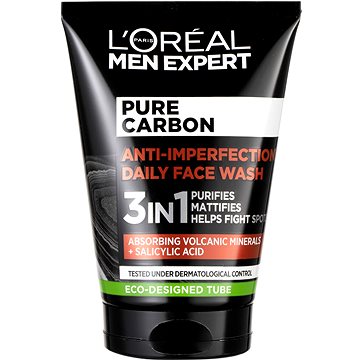 L'ORÉAL
PARIS
MEN EXPERT
PURE
CARBON
ANTI-IMPERFECTION
DAILY FACE WASH
3IN1
PURIFIES
MATTIFIES
HELPS FIGHT SPOT
ABSORBING VOLCANIC MINERALS
+ SALICYLIC ACID
TESTED UNDER DERMATOLOGICAL CONTROL
ECO-DESIGNED TUBE